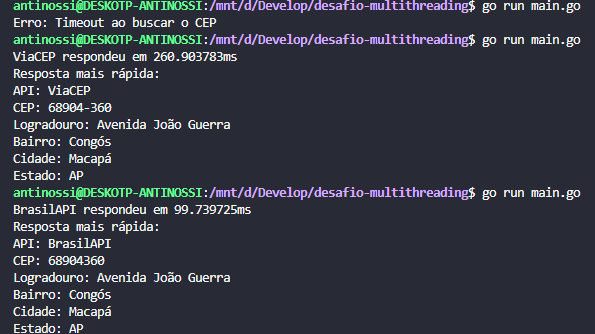 antinossi@DESKOTP-ANTINOSSI:/mnt/d/Develop/desafio-multithreading$ go run main.go
Erro: Timeout ao buscar o CEP
antinossi@DESKOTP-ANTINOSSI:/mnt/d/Develop/desafio-multithreading$ go run main.go
ViaCEP respondeu em 260.903783ms
Resposta mais rápida:
API: ViaCEP
CEP: 68904-360
Logradouro: Avenida João Guerra
Bairro: Congós
Cidade: Macapá
Estado: AP
antinossi@DESKOTP-ANTINOSSI:/mnt/d/Develop/desafio-multithreading$ go run main.go
BrasilAPI respondeu em 99.739725ms
Resposta mais rápida:
API: BrasilAPI
CEP: 68904360
Logradouro: Avenida João Guerra
Bairro: Congós
Cidade: Macapá
Estado: AP